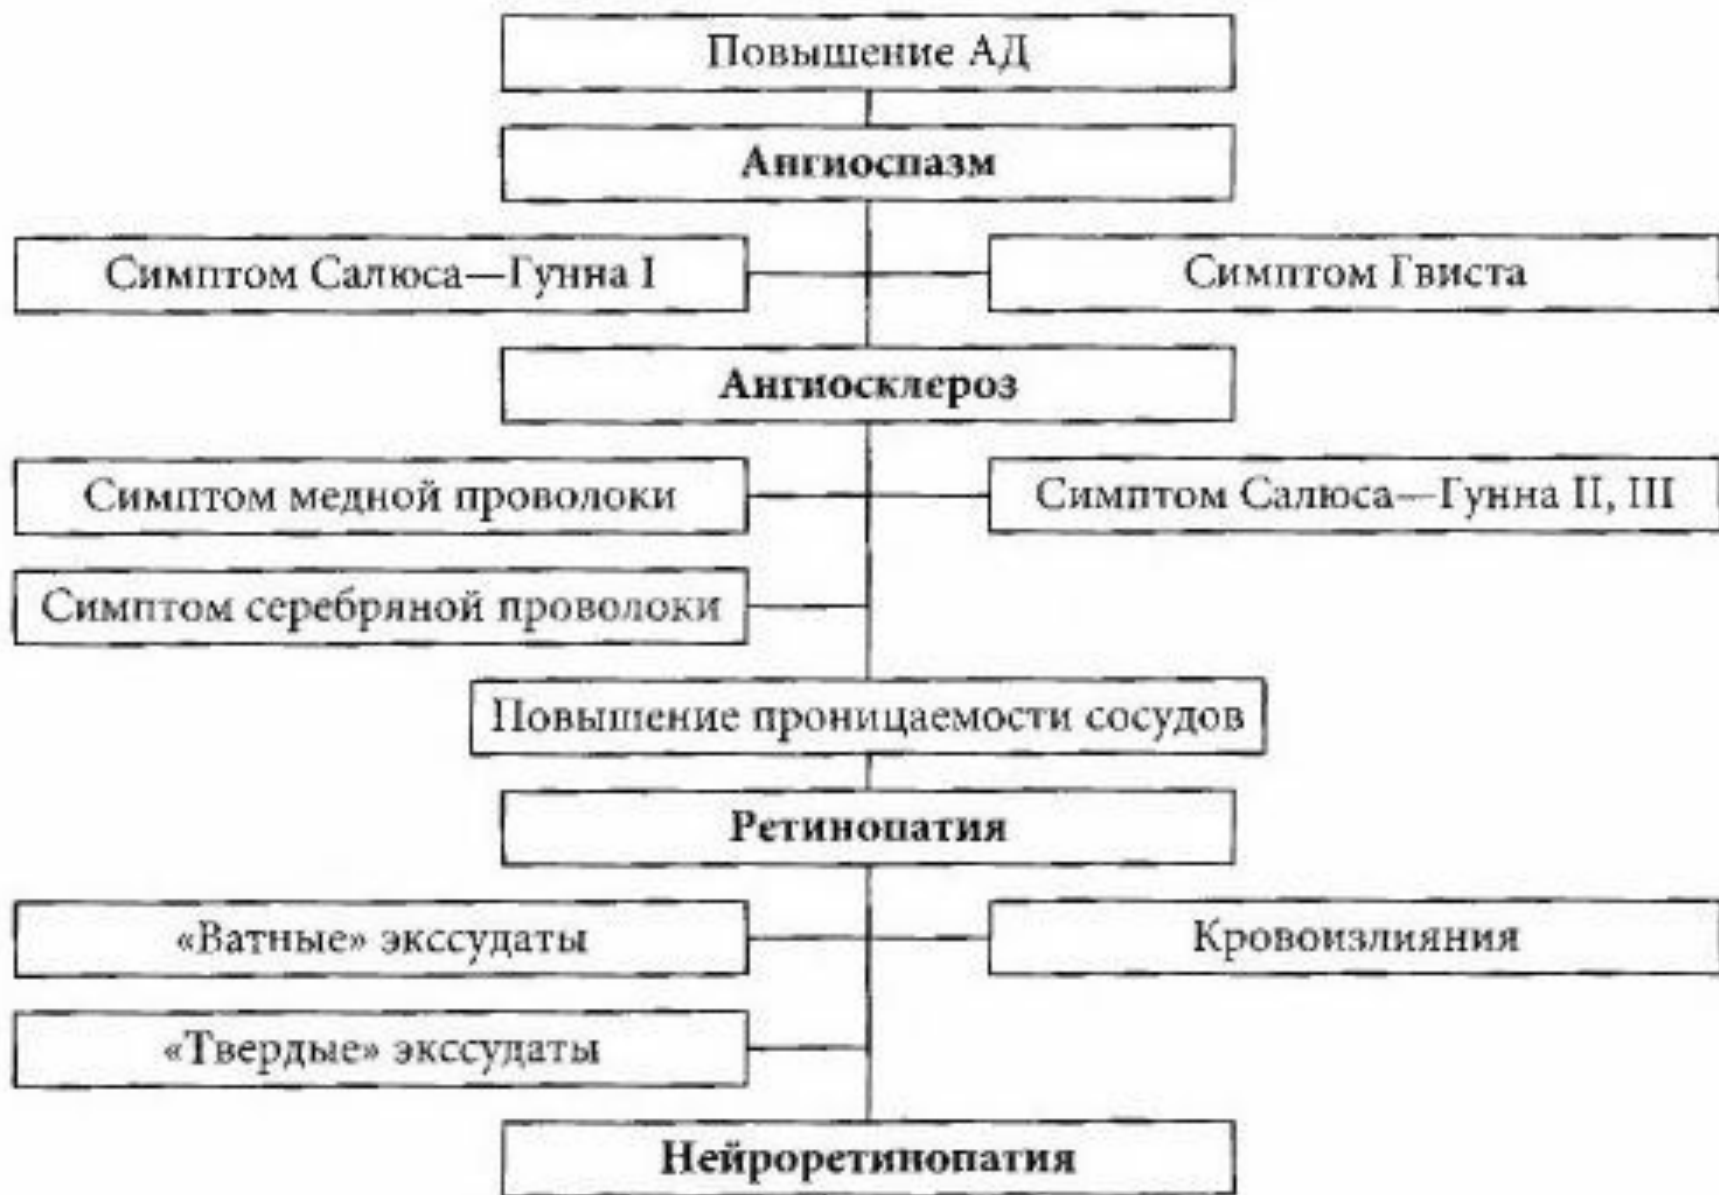 Повышение АД
Ангиоспазм
Симптом Салюса—Гунна I
Симптом Гвиста
Ангиосклероз
Симптом медной проволоки
Симптом Салюса—Гунна II, III
Симптом серебряной проволоки
Повышение проницаемости сосудов
Ретинопатия
«Ватные» экссудаты
Кровоизлияния
«Твердые» экссудаты
Нейроретинопатия